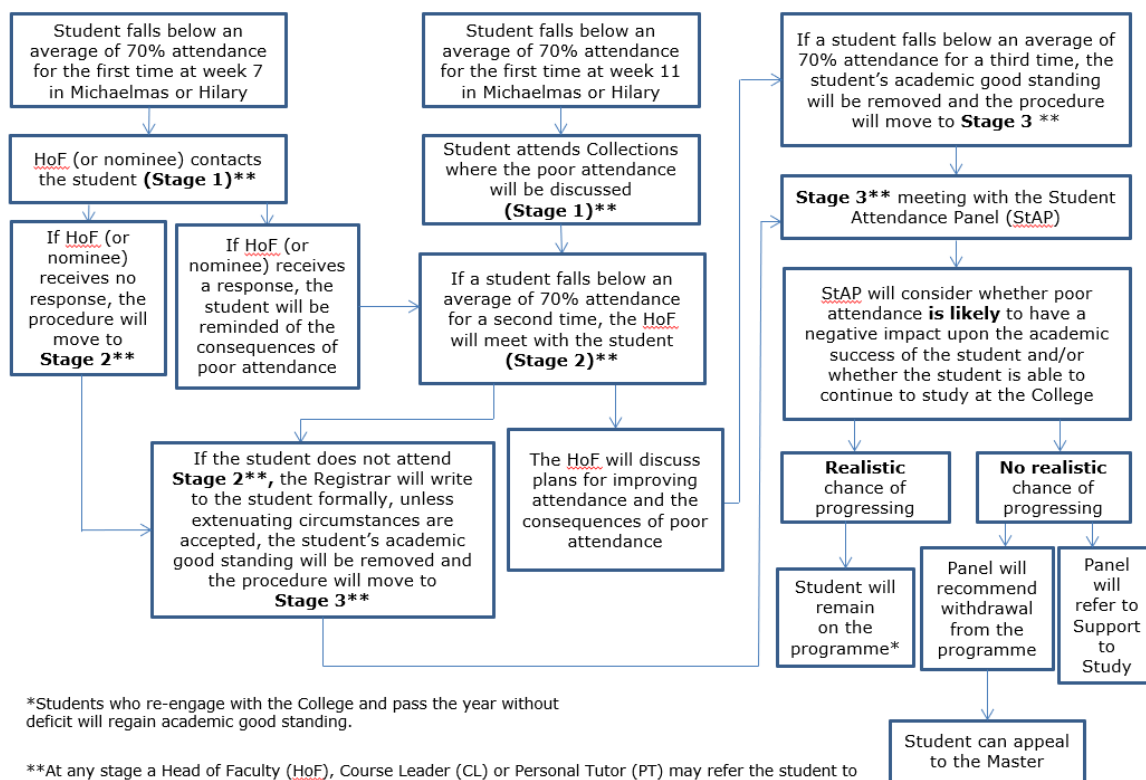 Student falls below an
average of 70% attendance
for the first time at week 7
in Michaelmas or Hilary
HoF (or nominee) contacts
the student (Stage 1)**
If HoF (or
nominee)
receives no
response, the
procedure will
move to
Stage 2**
If HoF (or
nominee) receives
a response, the
student will be
reminded of the
consequences of
poor attendance
Student falls below an
average of 70% attendance
for the first time at week 11
in Michaelmas or Hilary
Student attends Collections
where the poor attendance
will be discussed
(Stage 1)**
If a student falls below an
average of 70% attendance
for a second time, the HoF
will meet with the student
(Stage 2)**
If the student does not attend
Stage 2**, the Registrar will write
to the student formally, unless
extenuating circumstances are
accepted, the student’s academic
good standing will be removed and
the procedure will move to
Stage 3**
The HoF will discuss
plans for improving
attendance and the
consequences of poor
attendance
If a student falls below an average of
70% attendance for a third time, the
student’s academic good standing
will be removed and the procedure
will move to Stage 3 **
Stage 3** meeting with the Student
Attendance Panel (StAP)
StAP will consider whether poor
attendance is likely to have a
negative impact upon the academic
success of the student and/or
whether the student is able to
continue to study at the College
Realistic
chance of
progressing
No realistic
chance of
progressing
Student will
remain
on the
programme*
Panel will
recommend
withdrawal
from the
programme
Panel
will
refer to
Support
to
Study
Student can appeal
to the Master
*Students who re-engage with the College and pass the year without
deficit will regain academic good standing.
**At any stage a Head of Faculty (HoF), Course Leader (CL) or Personal Tutor (PT) may refer the student to